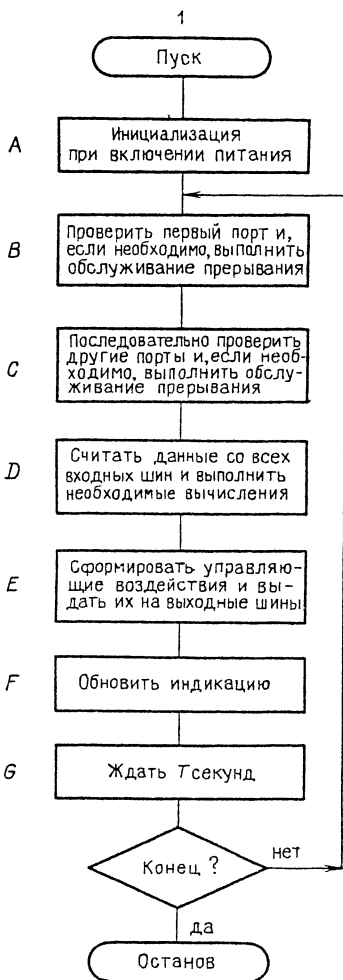 1
Пуск
A
Инициализация
при включении питания
B
Проверить первый порт и,
если необходимо, выполнить
обслуживание прерывания
C
Последовательно проверить
другие порты и, если необ-
ходимо, выполнить обслу-
живание прерывания
D
Считать данные со всех
входных шин и выполнить
необходимые вычисления
E
Сформировать управляю-
щие воздействия и вы-
дать их на выходные шины
F
Обновить индикацию
G
Ждать T секунд
Конец ?
нет
да
Останов